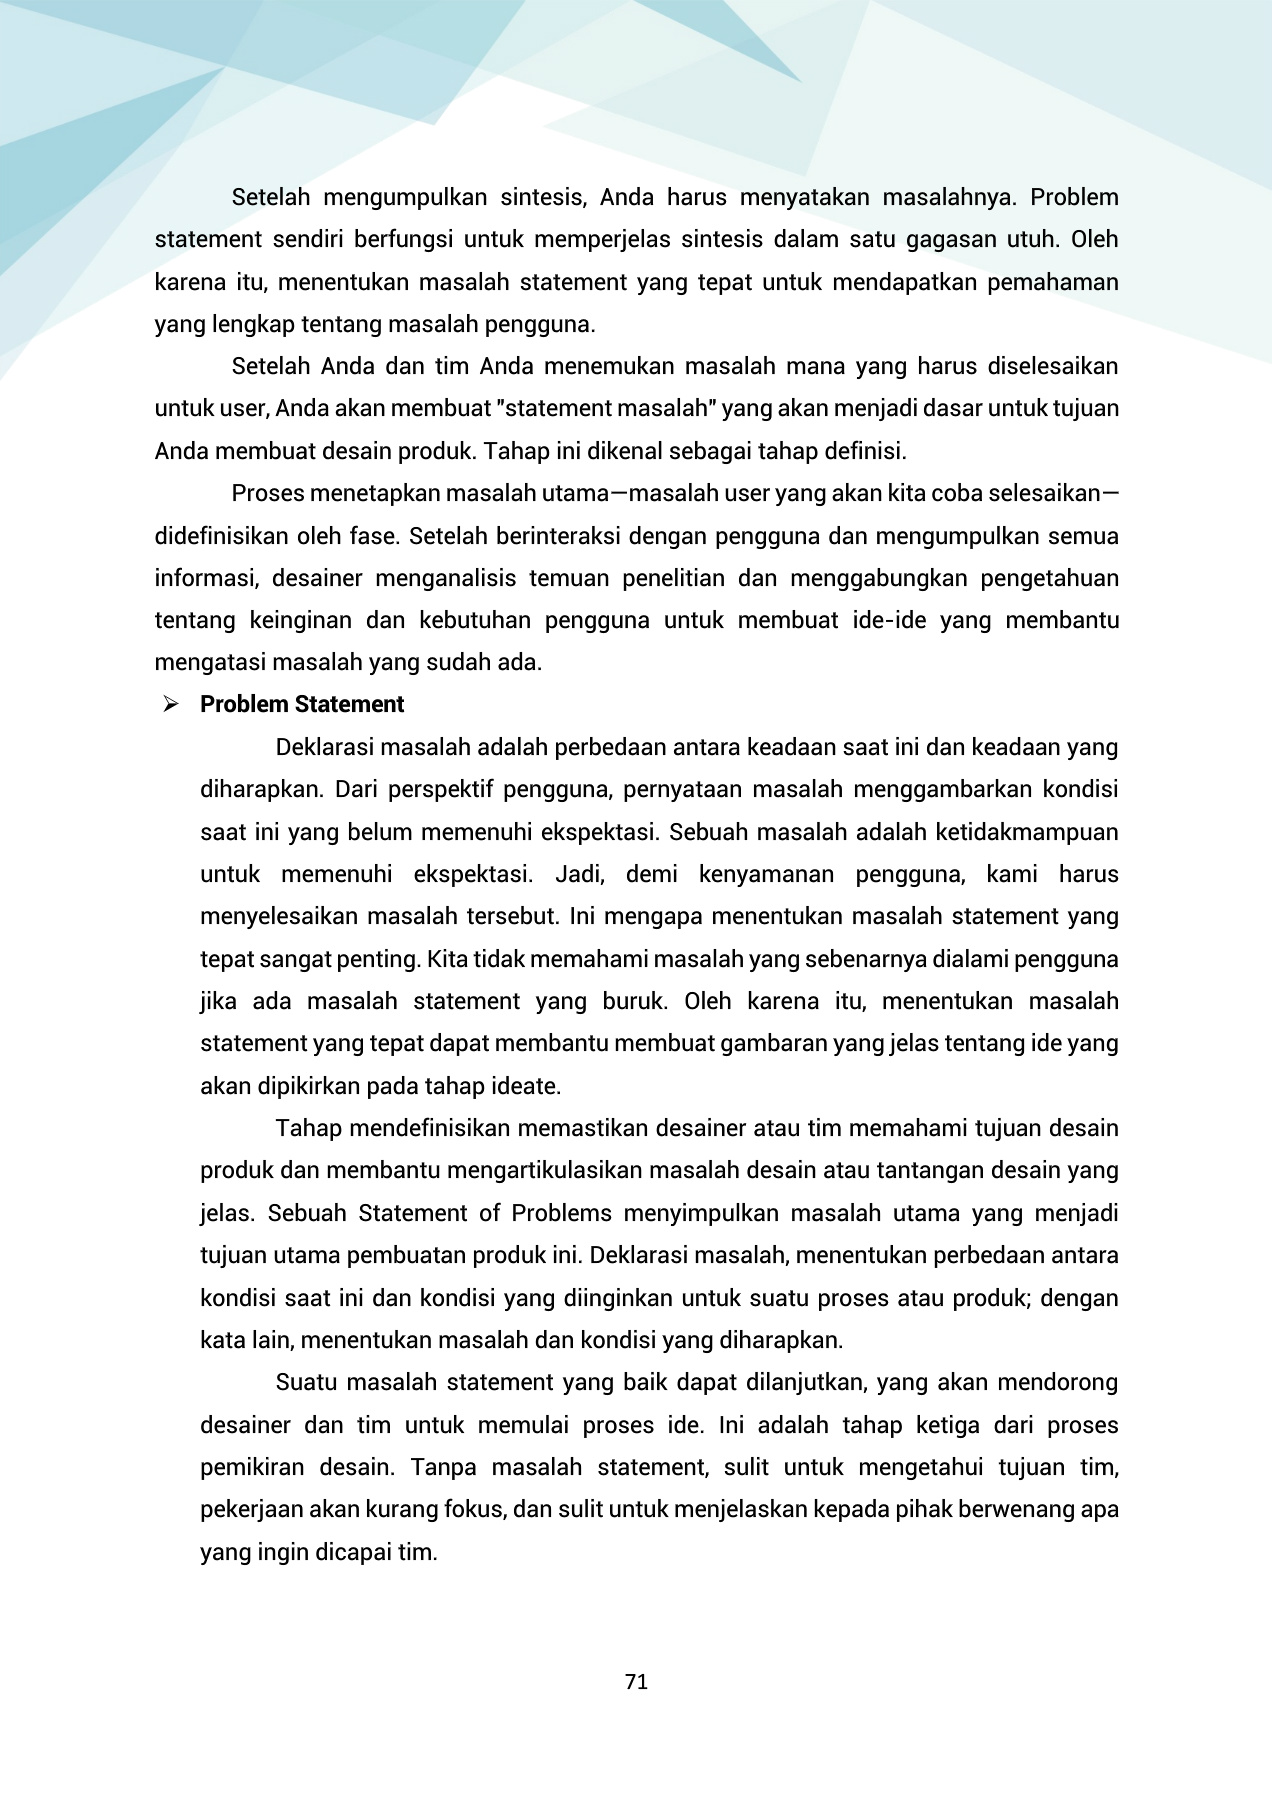 Setelah mengumpulkan sintesis, Anda harus menyatakan masalahnya. Problem
statement sendiri berfungsi untuk memperjelas sintesis dalam satu gagasan utuh. Oleh
karena itu, menentukan masalah statement yang tepat untuk mendapatkan pemahaman
yang lengkap tentang masalah pengguna.
Setelah Anda dan tim Anda menemukan masalah mana yang harus diselesaikan
untuk user, Anda akan membuat "statement masalah" yang akan menjadi dasar untuk tujuan
Anda membuat desain produk. Tahap ini dikenal sebagai tahap definisi.
Proses menetapkan masalah utama—masalah user yang akan kita coba selesaikan—
didefinisikan oleh fase. Setelah berinteraksi dengan pengguna dan mengumpulkan semua
informasi, desainer menganalisis temuan penelitian dan menggabungkan pengetahuan
tentang keinginan dan kebutuhan pengguna untuk membuat ide-ide yang membantu
mengatasi masalah yang sudah ada.
➢ Problem Statement
Deklarasi masalah adalah perbedaan antara keadaan saat ini dan keadaan yang
diharapkan. Dari perspektif pengguna, pernyataan masalah menggambarkan kondisi
saat ini yang belum memenuhi ekspektasi. Sebuah masalah adalah ketidakmampuan
untuk memenuhi ekspektasi. Jadi, demi kenyamanan pengguna, kami harus
menyelesaikan masalah tersebut. Ini mengapa menentukan masalah statement yang
tepat sangat penting. Kita tidak memahami masalah yang sebenarnya dialami pengguna
jika ada masalah statement yang buruk. Oleh karena itu, menentukan masalah
statement yang tepat dapat membantu membuat gambaran yang jelas tentang ide yang
akan dipikirkan pada tahap ideate.
Tahap mendefinisikan memastikan desainer atau tim memahami tujuan desain
produk dan membantu mengartikulasikan masalah desain atau tantangan desain yang
jelas. Sebuah Statement of Problems menyimpulkan masalah utama yang menjadi
tujuan utama pembuatan produk ini. Deklarasi masalah, menentukan perbedaan antara
kondisi saat ini dan kondisi yang diinginkan untuk suatu proses atau produk; dengan
kata lain, menentukan masalah dan kondisi yang diharapkan.
Suatu masalah statement yang baik dapat dilanjutkan, yang akan mendorong
desainer dan tim untuk memulai proses ide. Ini adalah tahap ketiga dari proses
pemikiran desain. Tanpa masalah statement, sulit untuk mengetahui tujuan tim,
pekerjaan akan kurang fokus, dan sulit untuk menjelaskan kepada pihak berwenang apa
yang ingin dicapai tim.
71